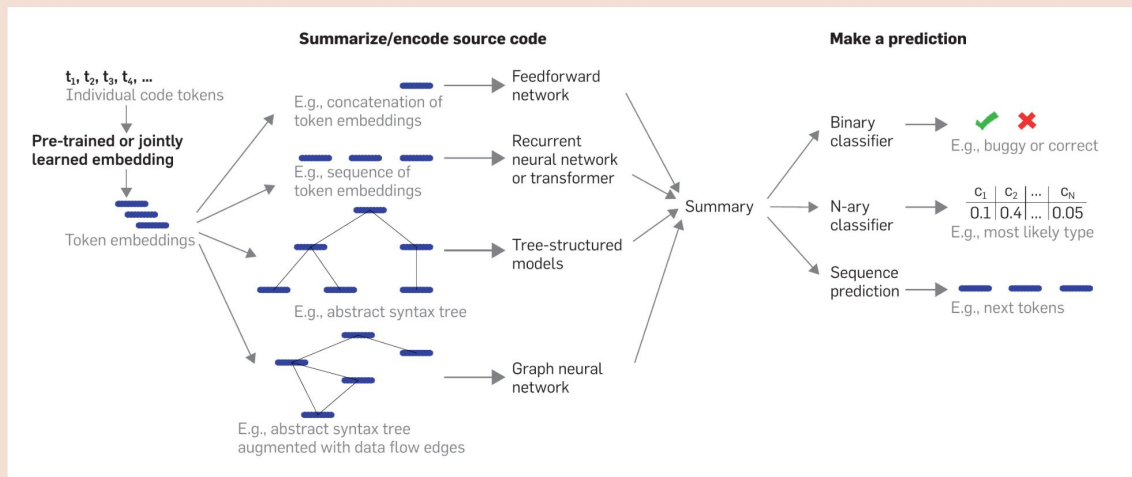 Summarize/encode source code
Make a prediction
t₁, t₂, t₃, t₄, ...
Individual code tokens
Pre-trained or jointly
learned embedding
Token embeddings
E.g., concatenation of
token embeddings
Feedforward
network
E.g., sequence of
token embeddings
Recurrent
neural network
or transformer
E.g., abstract syntax tree
Tree-structured
models
E.g., abstract syntax tree
augmented with data flow edges
Graph neural
network
Summary
Binary
classifier
E.g., buggy or correct
N-ary
classifier
c₁ c₂ ... c_N
0.1 0.4 ... 0.05
E.g., most likely type
Sequence
prediction
E.g., next tokens